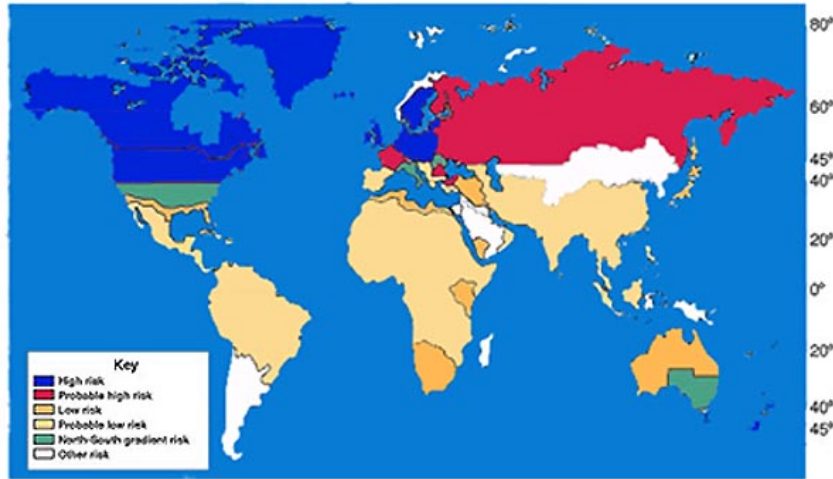 80°
60°
45°
40°
20°
0°
20°
40°
45°
Key
High risk
Probable high risk
Low risk
Probable low risk
North-South gradient risk
Other risk